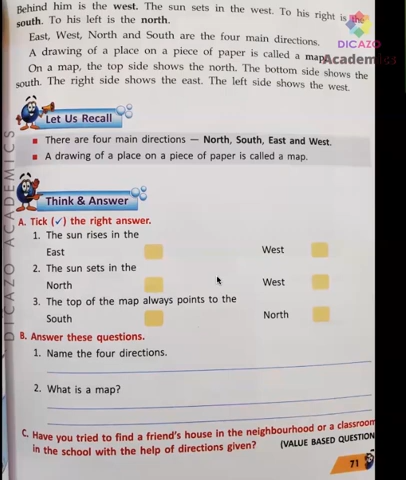 Behind him is the west. The sun sets in the west. To his right is the
south. To his left is the north.
East, West, North and South are the four main directions.
A drawing of a place on a piece of paper is called a map.
On a map, the top side shows the north. The bottom side shows the
south. The right side shows the east. The left side shows the west.
DICAZO
Academics
Let Us Recall
There are four main directions — North, South, East and West.
A drawing of a place on a piece of paper is called a map.
Think & Answer
A. Tick (✓) the right answer.
1. The sun rises in the
East West
2. The sun sets in the
North West
3. The top of the map always points to the
South North
B. Answer these questions.
1. Name the four directions.
2. What is a map?
C. Have you tried to find a friend's house in the neighbourhood or a classroom
in the school with the help of directions given? (VALUE BASED QUESTION
71
DICAZO ACADEMICS